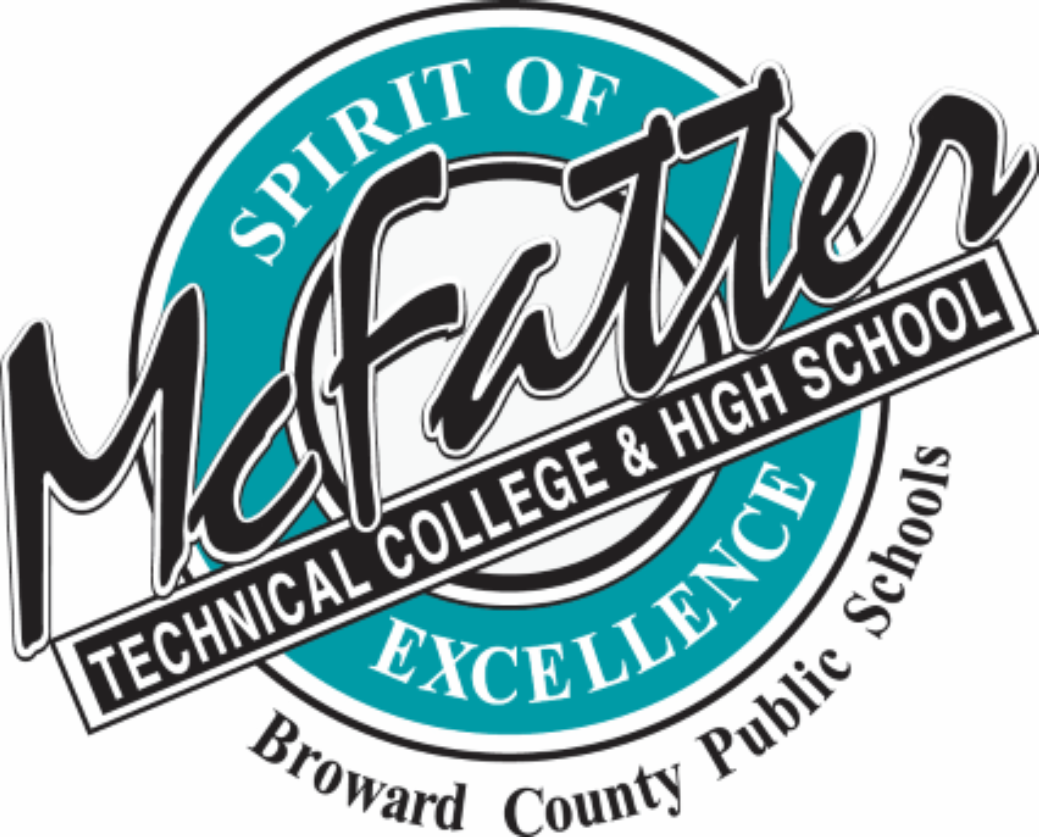 SPIRIT OF
McFatter
TECHNICAL COLLEGE & HIGH SCHOOL
EXCELLENCE
Broward County Public Schools